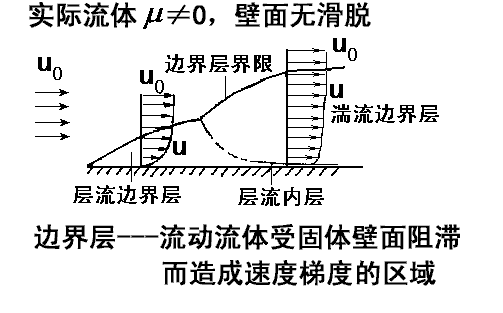 实际流体 μ≠0，壁面无滑脱
u₀
u₀
边界层界限
u₀
u
u
湍流边界层
层流边界层
层流内层
边界层---流动流体受固体壁面阻滞
而造成速度梯度的区域